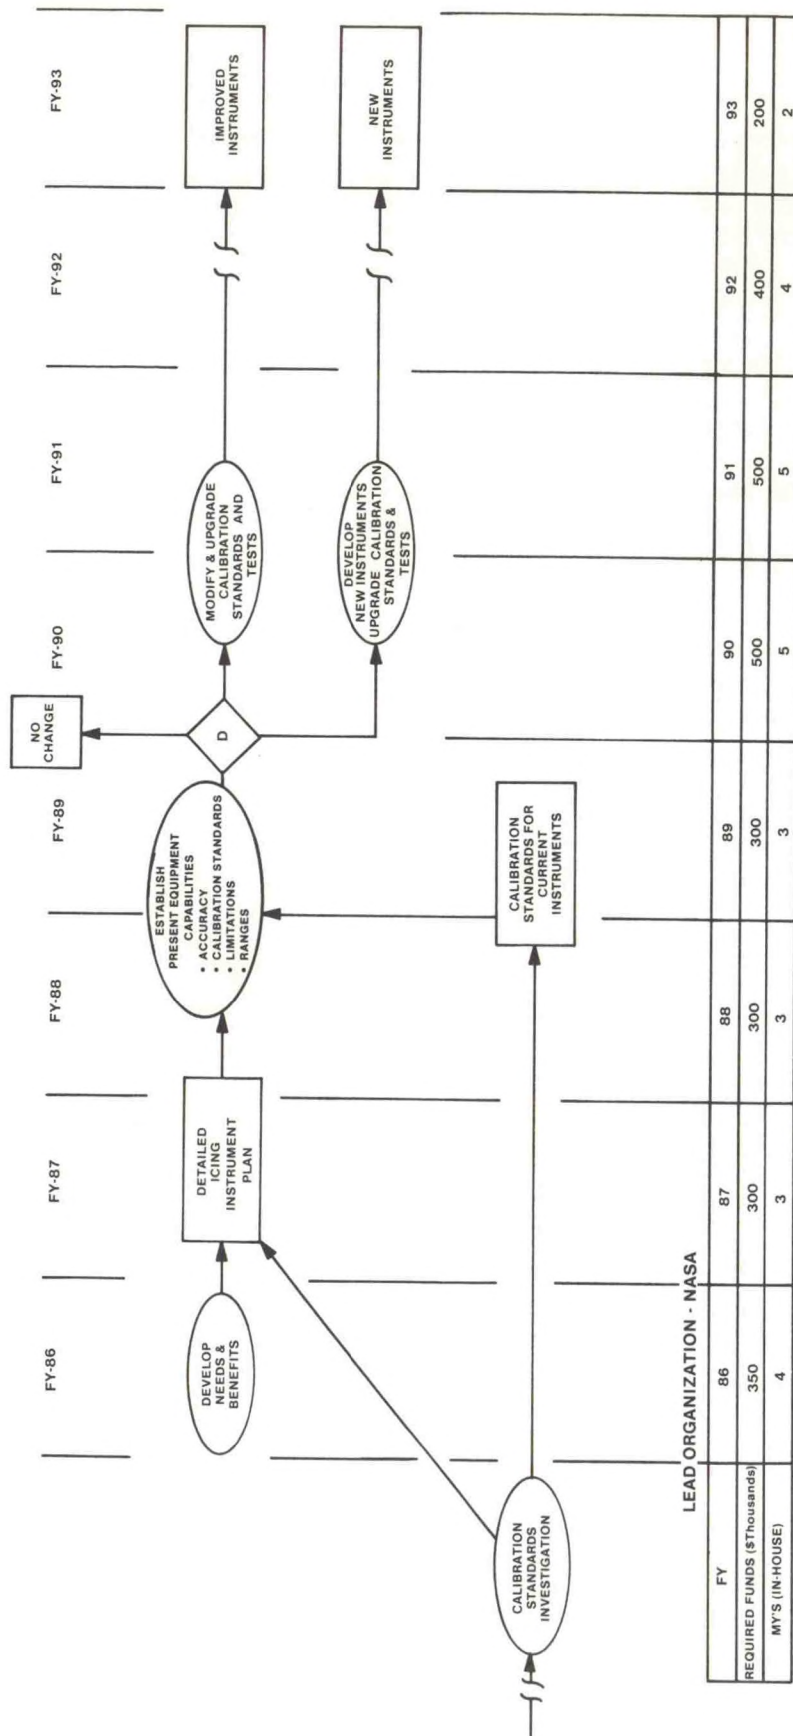 FY-86
FY-87
FY-88
FY-89
FY-90
FY-91
FY-92
FY-93
NO
CHANGE
DEVELOP
NEEDS &
BENEFITS
DETAILED
ICING
INSTRUMENT
PLAN
ESTABLISH
PRESENT EQUIPMENT
CAPABILITIES
• ACCURACY
• CALIBRATION STANDARDS
• LIMITATIONS
• RANGES
D
MODIFY & UPGRADE
CALIBRATION
STANDARDS AND
TESTS
IMPROVED
INSTRUMENTS
DEVELOP
NEW INSTRUMENTS
UPGRADE CALIBRATION
STANDARDS &
TESTS
NEW
INSTRUMENTS
CALIBRATION
STANDARDS
INVESTIGATION
CALIBRATION
STANDARDS FOR
CURRENT
INSTRUMENTS
LEAD ORGANIZATION - NASA
FY 86 87 88 89 90 91 92 93
REQUIRED FUNDS ($Thousands) 350 300 300 300 500 500 400 200
MY'S (IN-HOUSE) 4 3 3 3 5 5 4 2